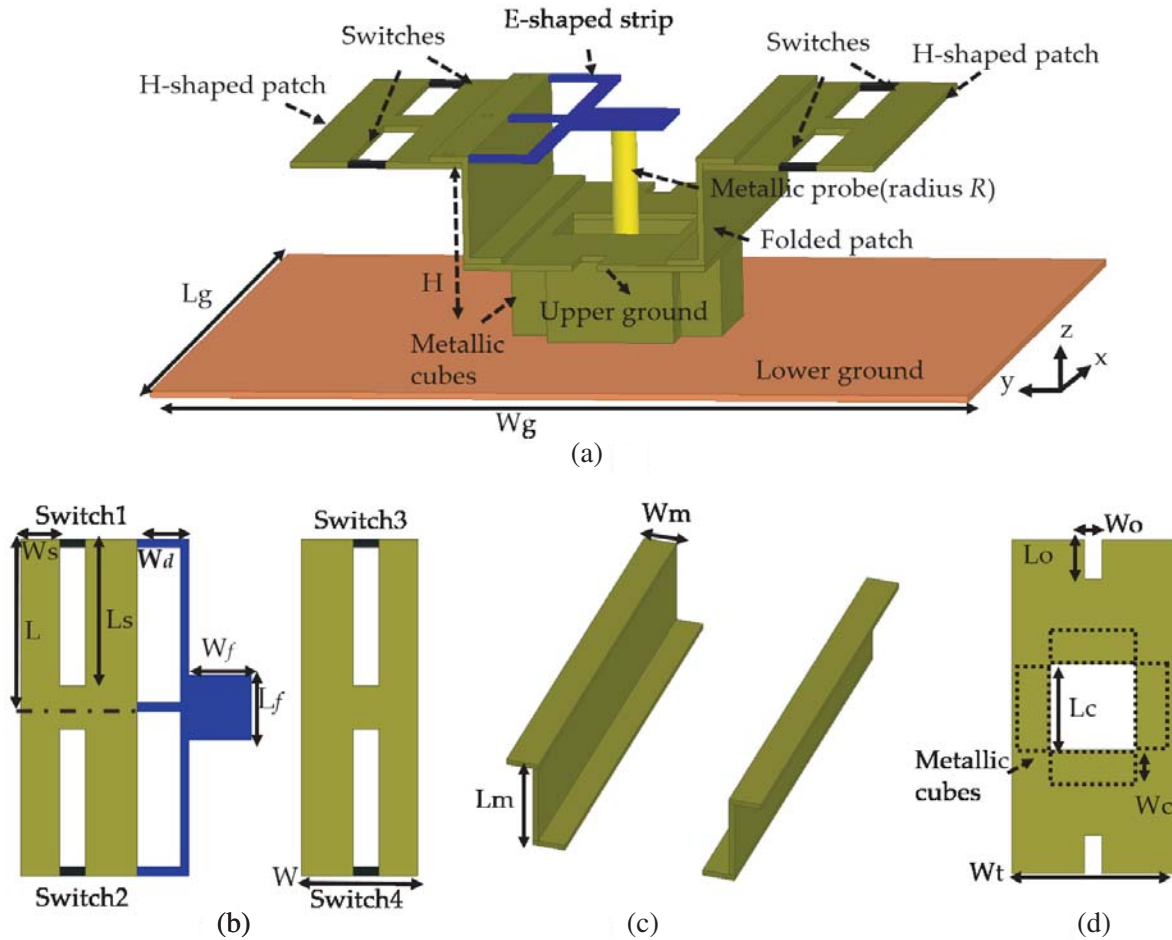 E-shaped strip
Switches
Switches
H-shaped patch
H-shaped patch
Metallic probe(radius R)
Folded patch
H
Lg
Upper ground
Metallic
cubes
Lower ground
z
x
y
Wg
(a)
Switch1
Switch3
Ws
Wd
L
Ls
Wf
Lf
W
Switch2
Switch4
(b)
Wm
Lm
(c)
Wo
Lo
Lc
Metallic
cubes
Wc
Wt
(d)